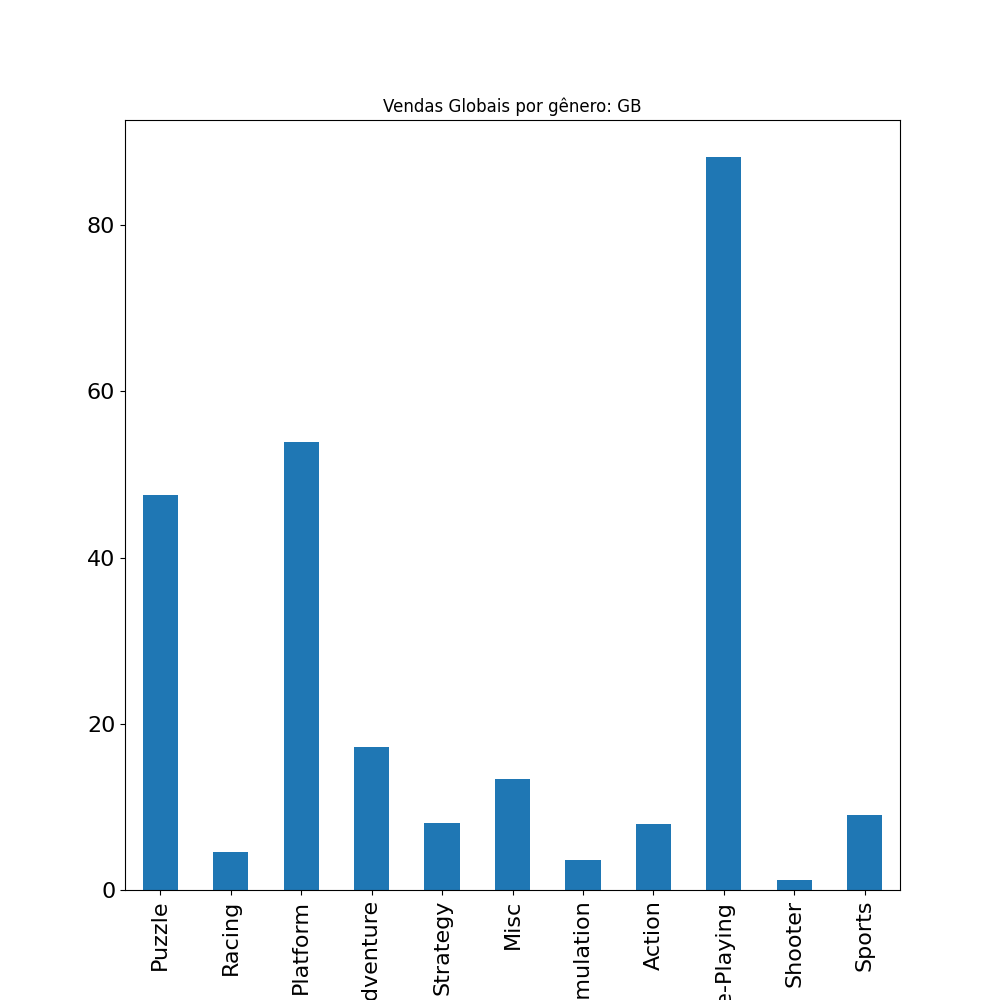 Vendas Globais por gênero: GB
80
60
40
20
0
Puzzle
Racing
Platform
dventure
Strategy
Misc
mulation
Action
e-Playing
Shooter
Sports